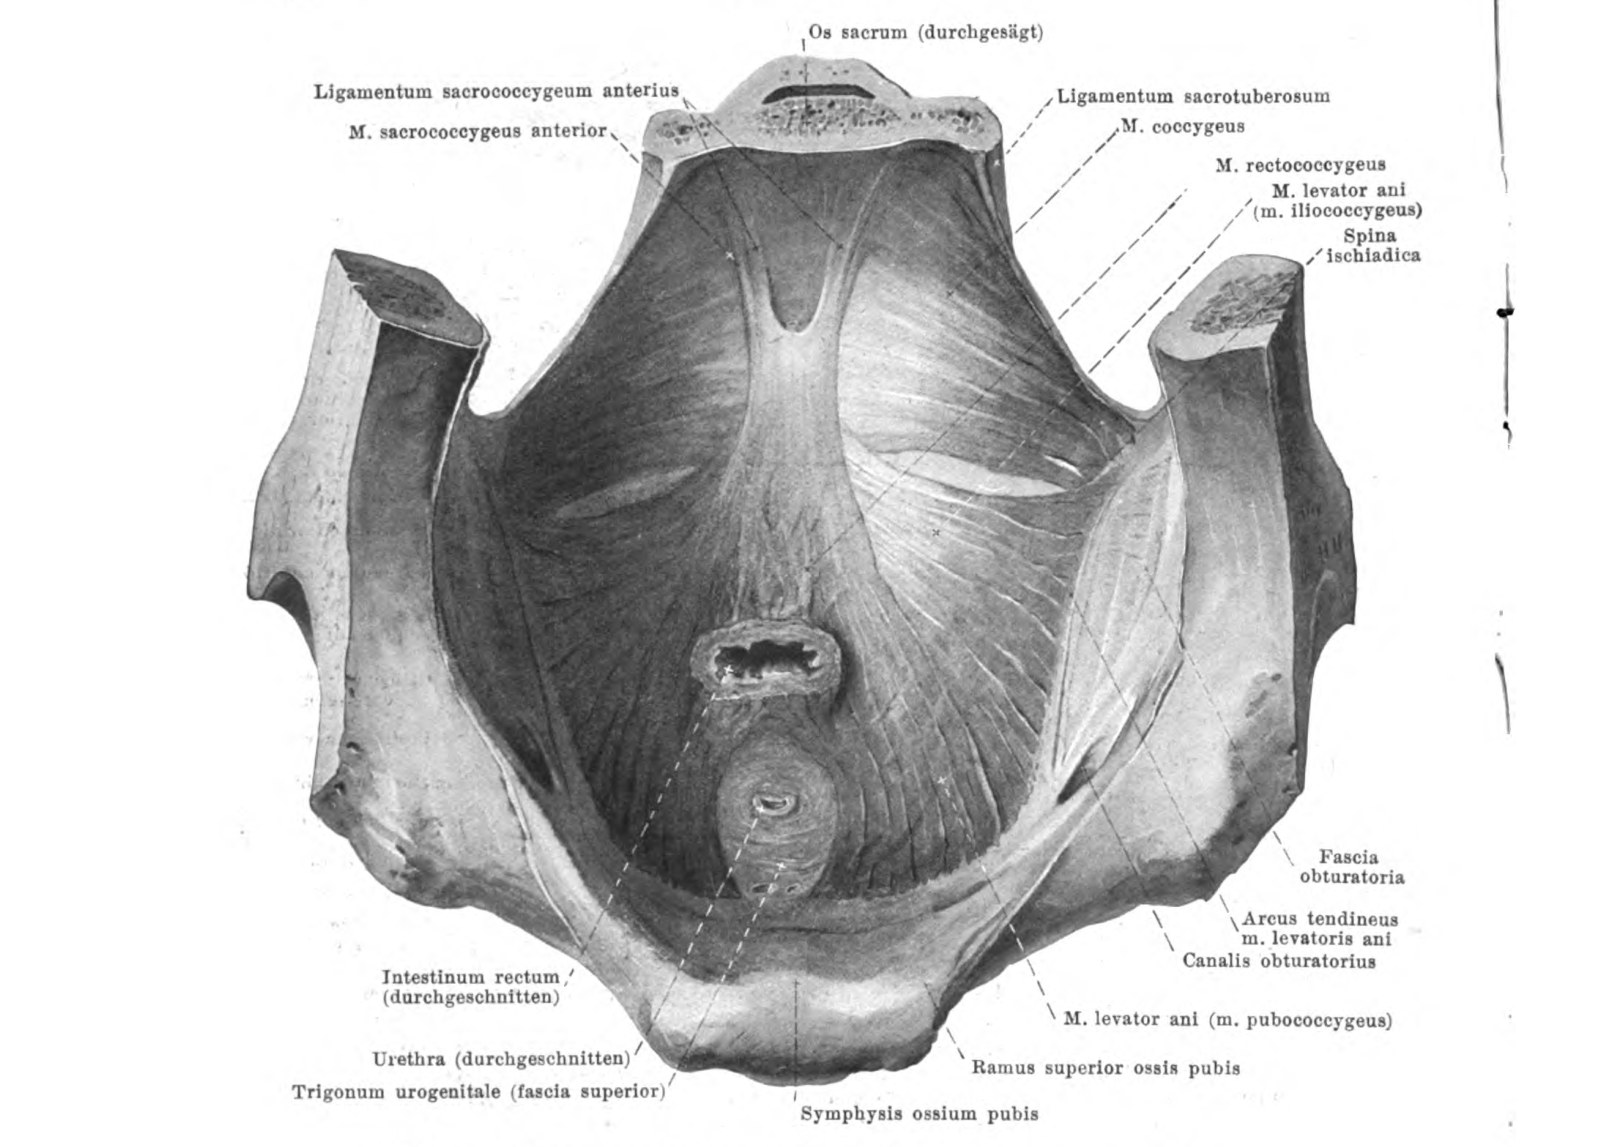 Os sacrum (durchgesägt)
Ligamentum sacrococcygeum anterius
M. sacrococcygeus anterior
Ligamentum sacrotuberosum
M. coccygeus
M. rectococcygeus
M. levator ani
(m. iliococcygeus)
Spina
ischiadica
Fascia
obturatoria
Arcus tendineus
m. levatoris ani
Canalis obturatorius
M. levator ani (m. pubococcygeus)
Ramus superior ossis pubis
Symphysis ossium pubis
Intestinum rectum
(durchgeschnitten)
Urethra (durchgeschnitten)
Trigonum urogenitale (fascia superior)